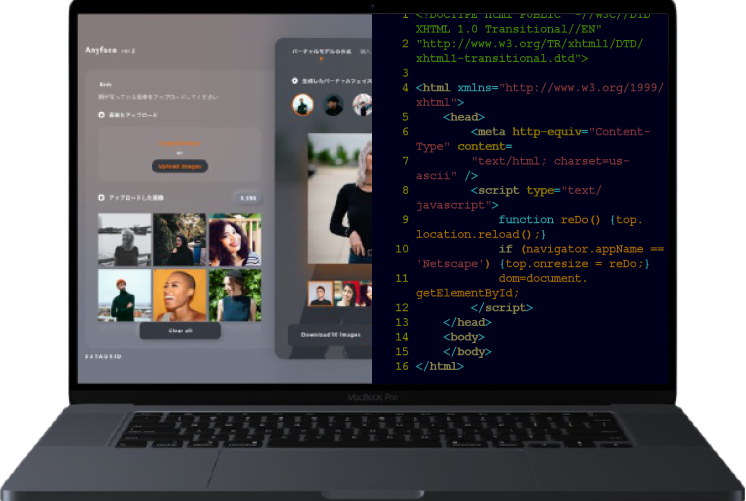 Anyface ver.β
Body
顔が写っている画像をアップロードしてください
画像をアップロード
or
Upload images
アップロードした画像
Clear all
DATAGRID
バーチャルモデルの作成
生成したバーチャルフェイス
Download 10 images
1 <!DOCTYPE html PUBLIC "-//W3C//DTD
XHTML 1.0 Transitional//EN"
2 "http://www.w3.org/TR/xhtml1/DTD/
xhtml1-transitional.dtd">
3
4 <html xmlns="http://www.w3.org/1999/
xhtml">
5 <head>
6 <meta http-equiv="Content-
Type" content=
7 "text/html; charset=us-
ascii" />
8 <script type="text/
javascript">
9 function reDo() {top.
location.reload();}
10 if (navigator.appName ==
'Netscape') {top.onresize = reDo;}
11 dom=document.
getElementById;
12 </script>
13 </head>
14 <body>
15 </body>
16 </html>
MacBook Pro